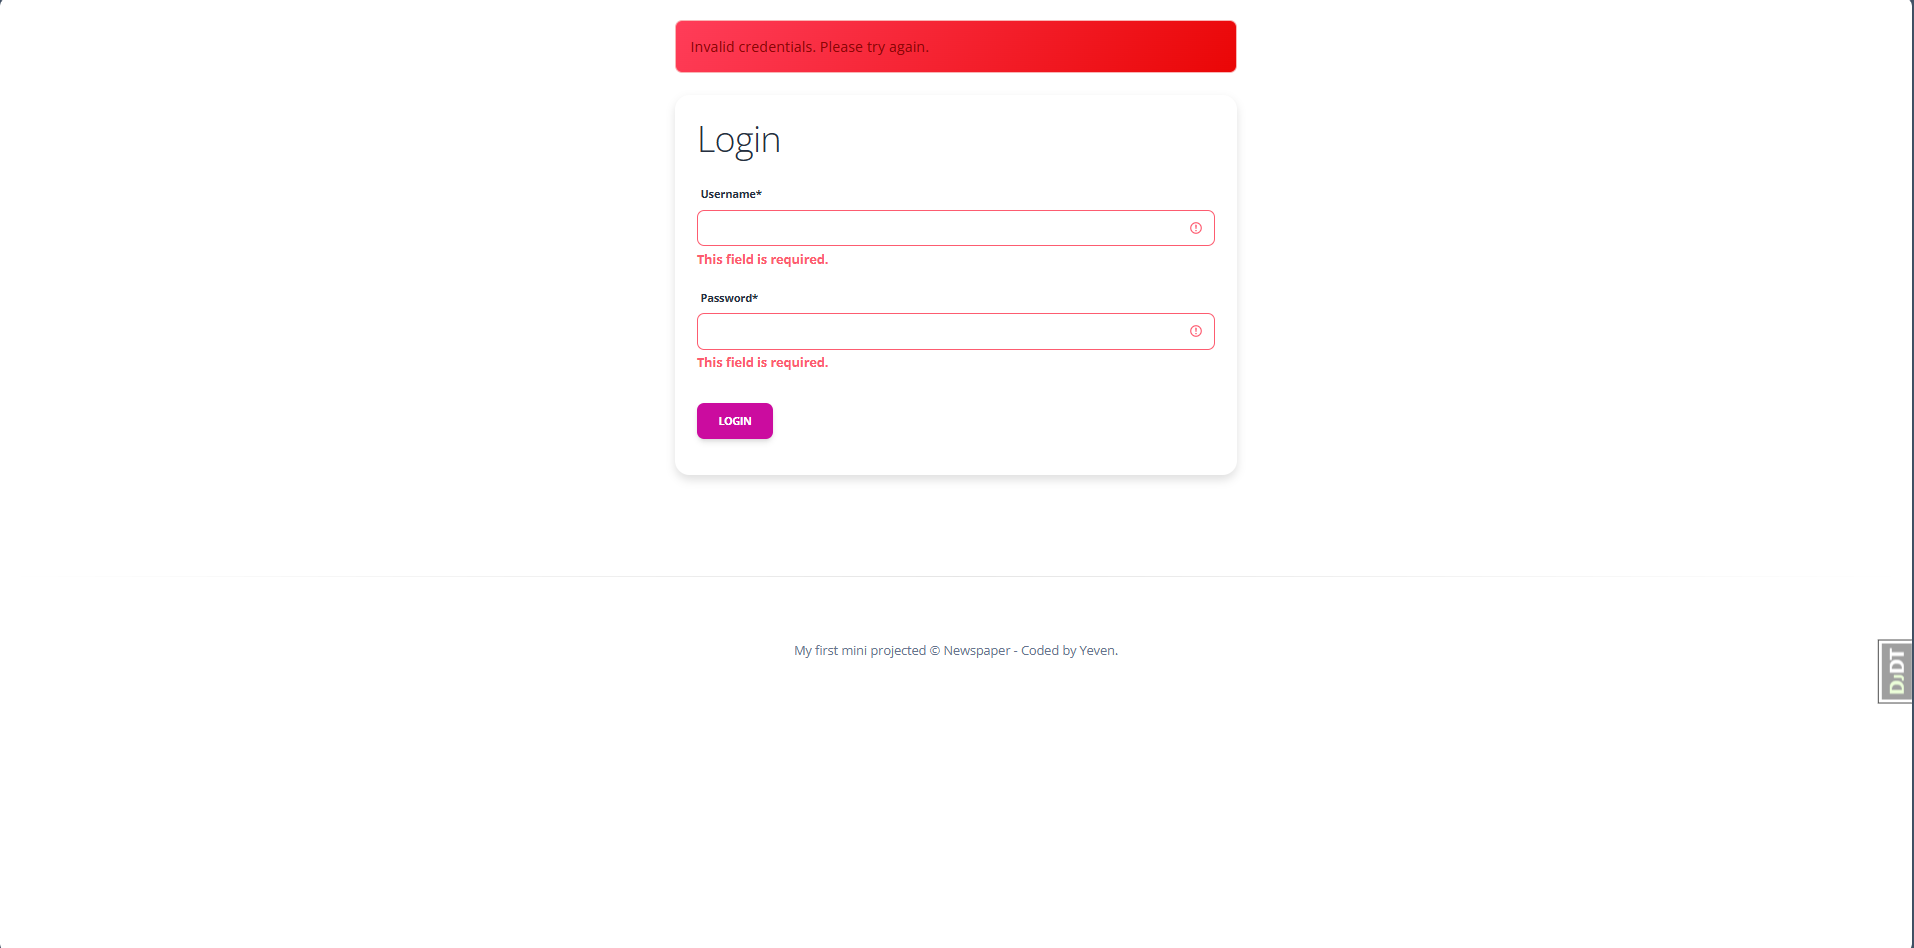 Invalid credentials. Please try again.
Login
Username*
This field is required.
Password*
This field is required.
LOGIN
My first mini projected © Newspaper - Coded by Yeven.
DJDT